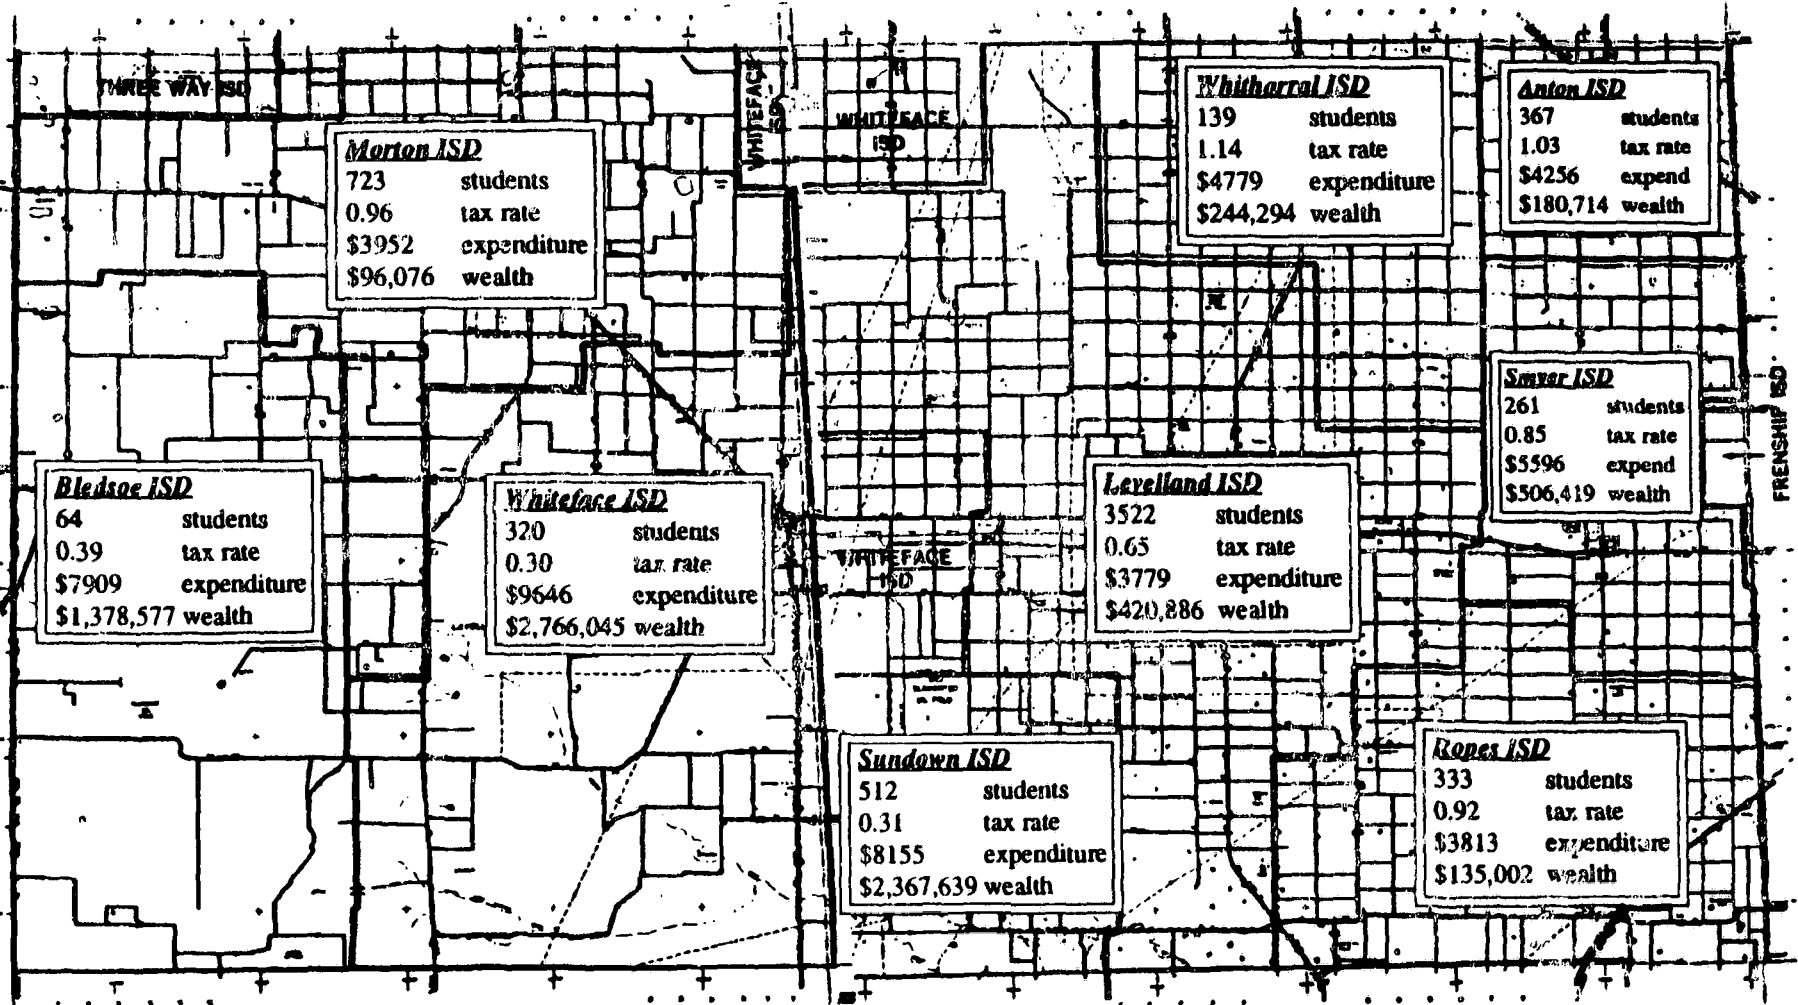 THREE WAY ISD
WHITEFACE
ISD
WHITEFACE
ISD
Morton ISD
723 students
0.96 tax rate
$3952 expenditure
$96,076 wealth
Whitharral ISD
139 students
1.14 tax rate
$4779 expenditure
$244,294 wealth
Anton ISD
367 students
1.03 tax rate
$4256 expend
$180,714 wealth
Smyer ISD
261 students
0.85 tax rate
$5596 expend
$506,419 wealth
FRENSHIP ISD
Bledsoe ISD
64 students
0.39 tax rate
$7909 expenditure
$1,378,577 wealth
Whiteface ISD
320 students
0.30 tax rate
$9646 expenditure
$2,766,045 wealth
WHITEFACE
ISD
Levelland ISD
3522 students
0.65 tax rate
$3779 expenditure
$420,886 wealth
Sundown ISD
512 students
0.31 tax rate
$8155 expenditure
$2,367,639 wealth
Ropes ISD
333 students
0.92 tax rate
$3813 expenditure
$135,002 wealth